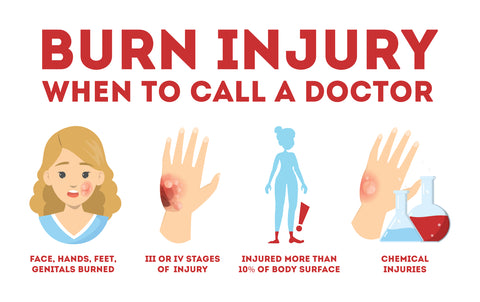 BURN INJURY
WHEN TO CALL A DOCTOR
FACE, HANDS, FEET,
GENITALS BURNED
III OR IV STAGES
OF INJURY
INJURED MORE THAN
10% OF BODY SURFACE
CHEMICAL
INJURIES